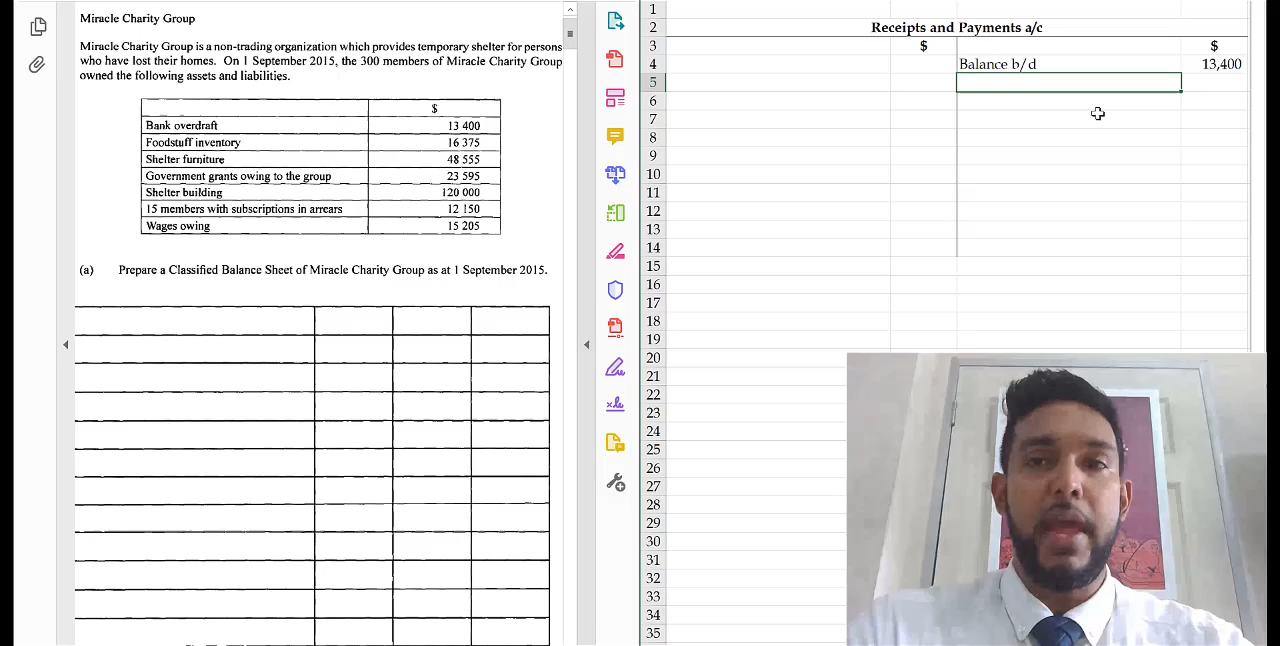 Miracle Charity Group
Miracle Charity Group is a non-trading organization which provides temporary shelter for persons
who have lost their homes. On 1 September 2015, the 300 members of Miracle Charity Group
owned the following assets and liabilities.
$
Bank overdraft 13 400
Foodstuff inventory 16 375
Shelter furniture 48 555
Government grants owing to the group 23 595
Shelter building 120 000
15 members with subscriptions in arrears 12 150
Wages owing 15 205
(a) Prepare a Classified Balance Sheet of Miracle Charity Group as at 1 September 2015.
1
2 Receipts and Payments a/c
3 $ $
4 Balance b/d 13,400
5
6
7
8
9
10
11
12
13
14
15
16
17
18
19
20
21
22
23
24
25
26
27
28
29
30
31
32
33
34
35